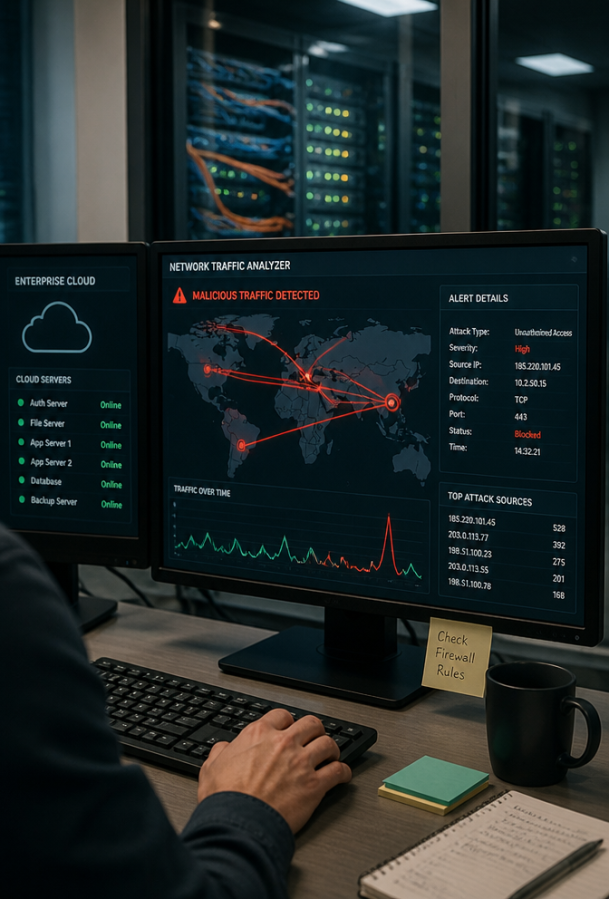 ENTERPRISE CLOUD
CLOUD SERVERS
Auth Server Online
File Server Online
App Server 1 Online
App Server 2 Online
Database Online
Backup Server Online
NETWORK TRAFFIC ANALYZER
MALICIOUS TRAFFIC DETECTED
TRAFFIC OVER TIME
ALERT DETAILS
Attack Type: Access
Severity: High
Source IP: 185.220.101.45
Destination: 10.2.50.15
Protocol: TCP
Port: 443
Status: Blocked
Time: 14:32:21
TOP ATTACK SOURCES
185.220.101.45 528
203.0.113.77 392
198.51.100.23 275
203.0.113.55 201
198.51.100.78 168
Check
Firewall
Rules